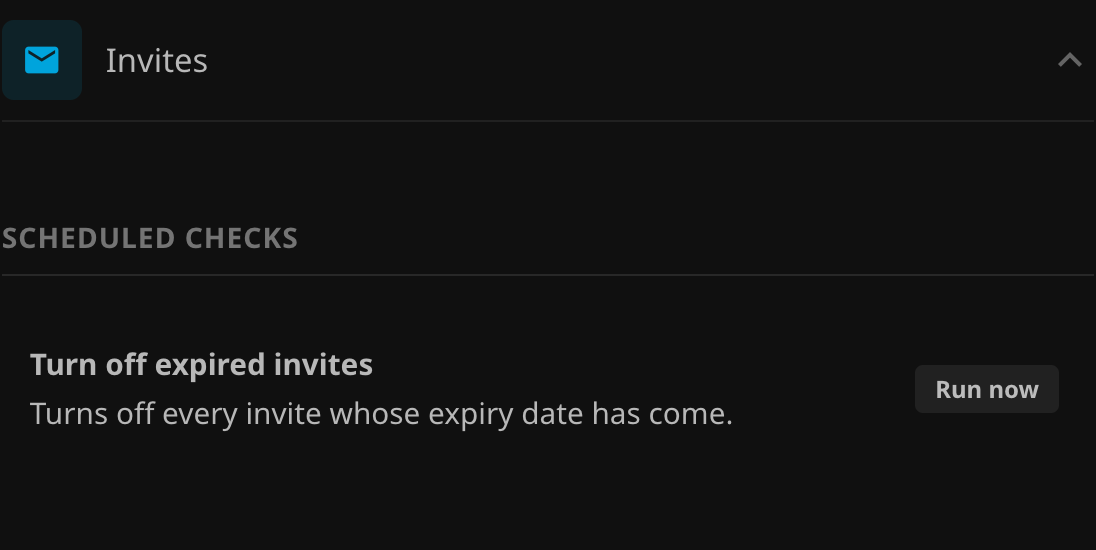 Invites
SCHEDULED CHECKS
Turn off expired invites
Turns off every invite whose expiry date has come.
Run now